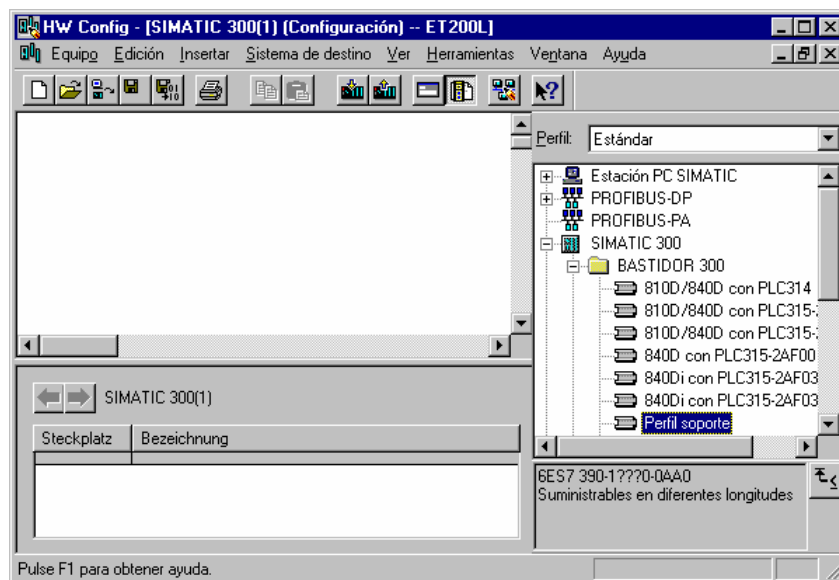 HW Config - [SIMATIC 300(1) (Configuración) -- ET200L]
Equipo Edición Insertar Sistema de destino Ver Herramientas Ventana Ayuda
Perfil: Estándar
Estación PC SIMATIC
PROFIBUS-DP
PROFIBUS-PA
SIMATIC 300
BASTIDOR 300
810D/840D con PLC314
810D/840D con PLC315-2
810D/840D con PLC315-2
840D con PLC315-2AF00
840Di con PLC315-2AF03
840Di con PLC315-2AF03
Perfil soporte
SIMATIC 300(1)
Steckplatz Bezeichnung
6ES7 390-1???0-0AA0
Suministrables en diferentes longitudes
Pulse F1 para obtener ayuda.